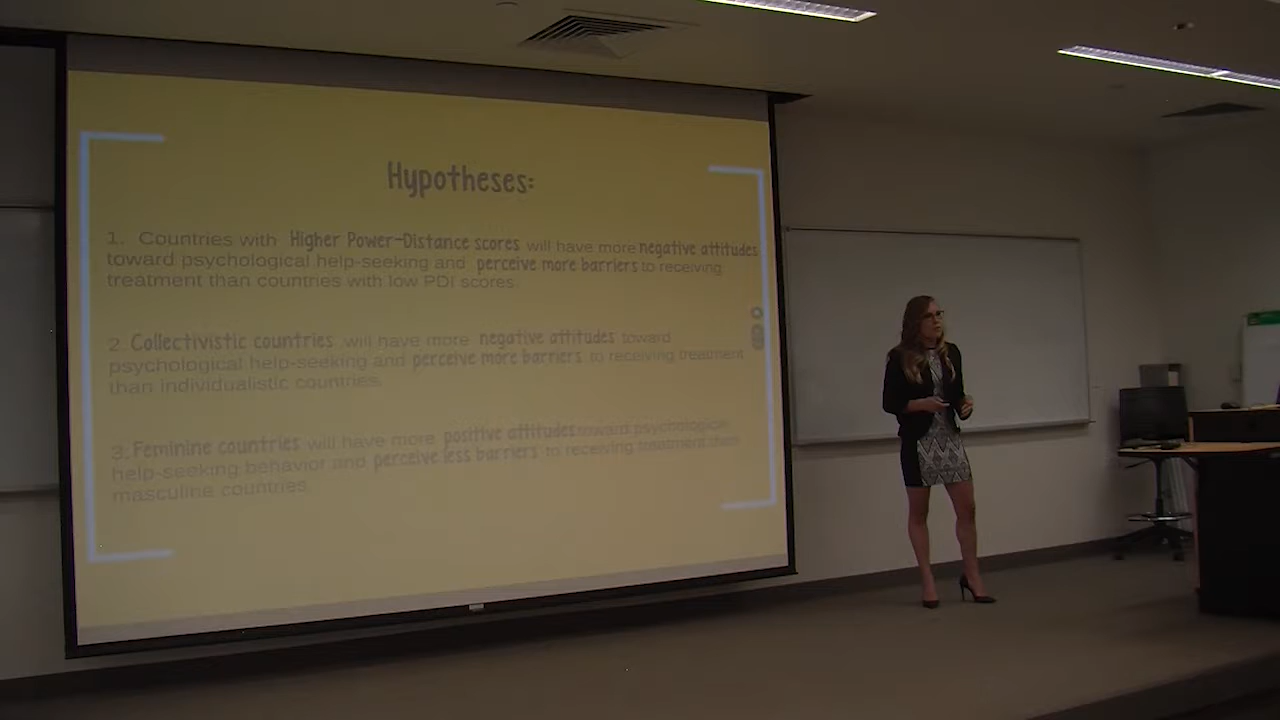 Hypotheses:
1. Countries with Higher Power-Distance scores will have more negative attitudes
toward psychological help-seeking and perceive more barriers to receiving
treatment than countries with low PDI scores.
2. Collectivistic countries will have more negative attitudes toward
psychological help-seeking and perceive more barriers to receiving treatment
than individualistic countries.
3. Feminine countries will have more positive attitudes toward psychological
help-seeking behavior and perceive less barriers to receiving treatment than
masculine countries.